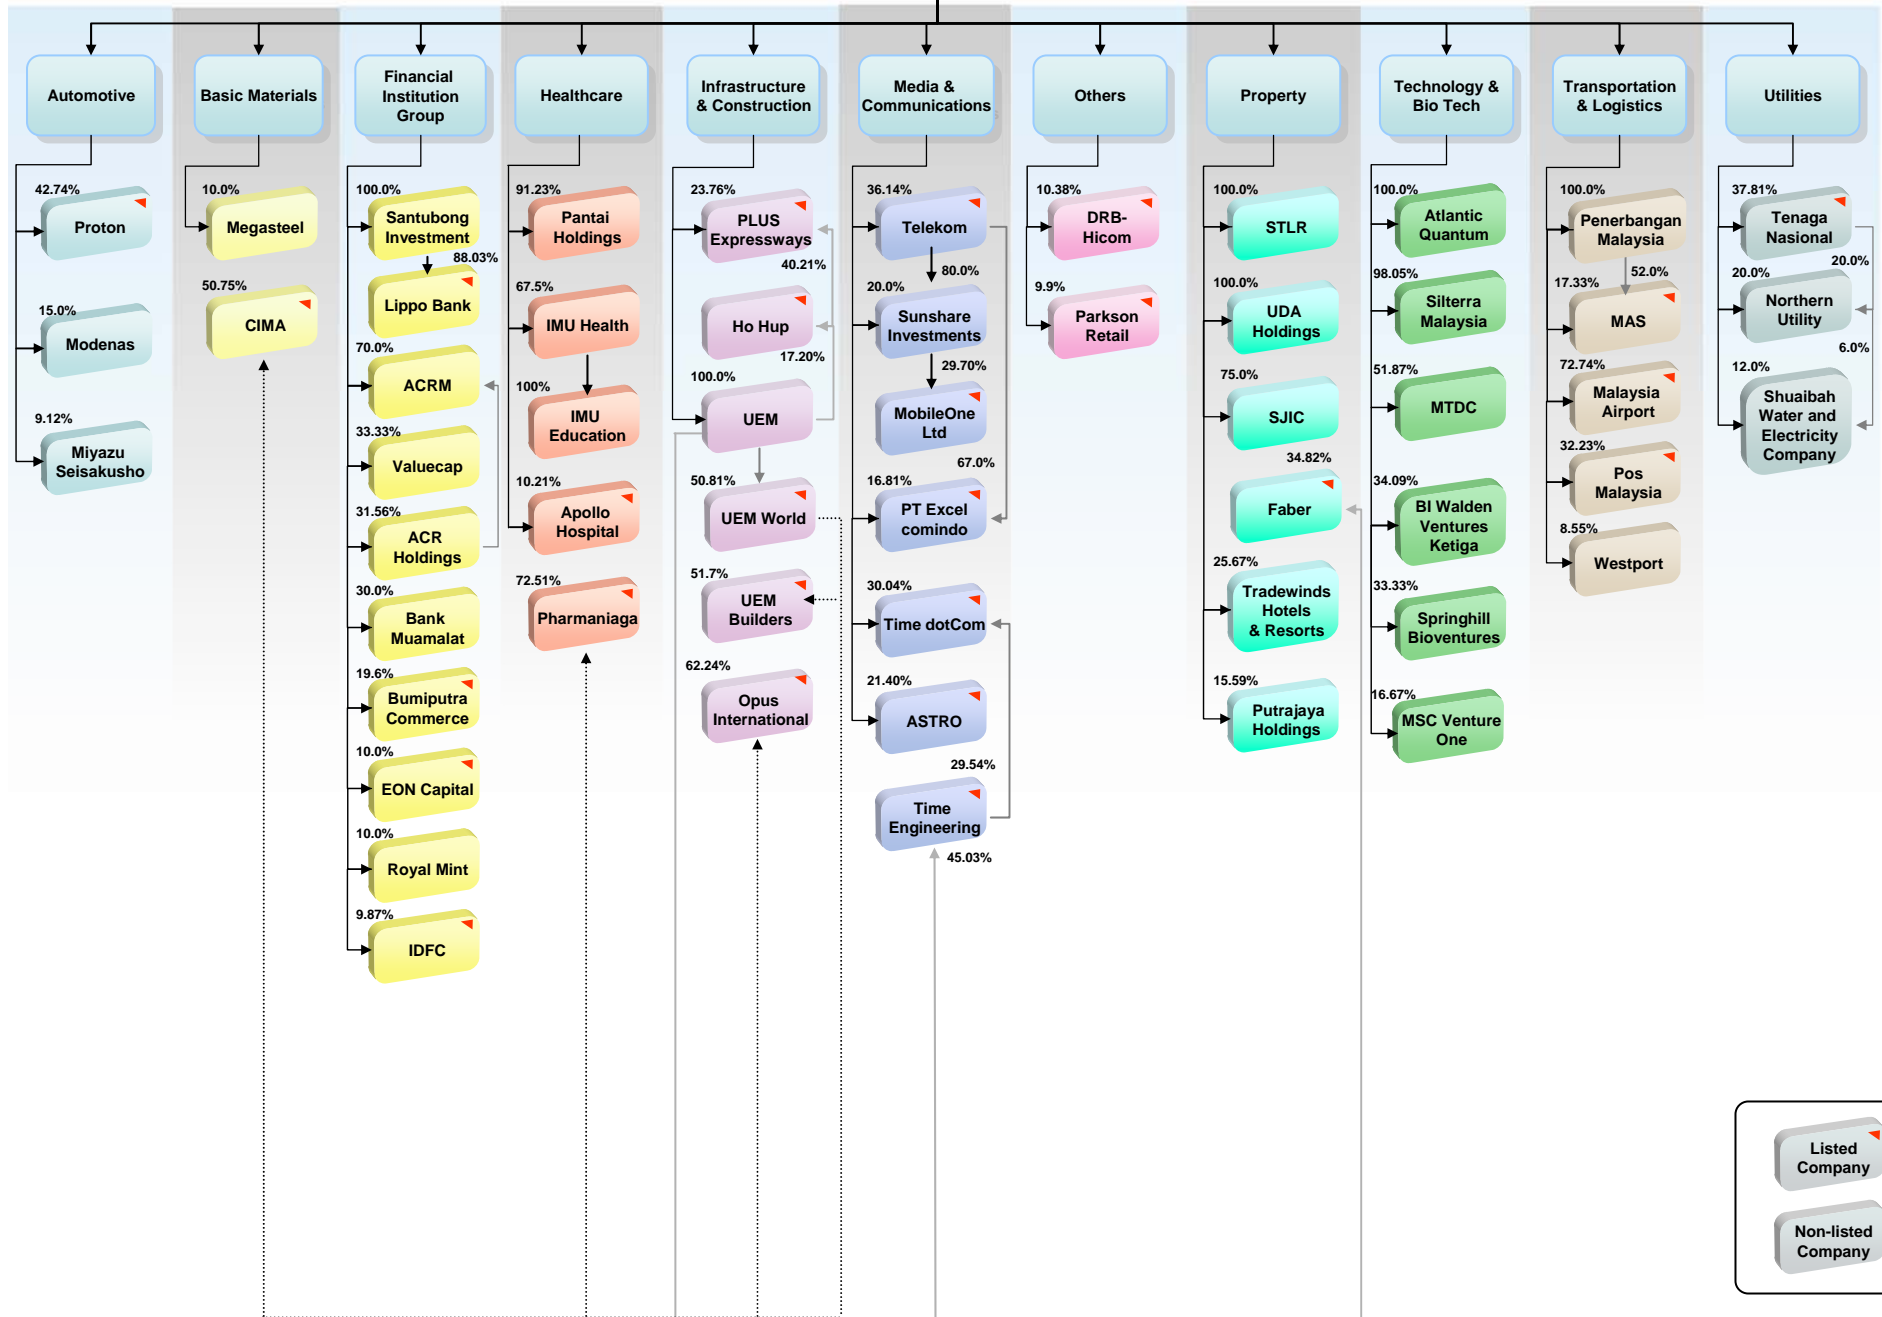 Automotive
Basic Materials
Financial
Institution
Group
Healthcare
Infrastructure
& Construction
Media &
Communications
Others
Property
Technology &
Bio Tech
Transportation
& Logistics
Utilities
42.74%
Proton
15.0%
Modenas
9.12%
Miyazu
Seisakusho
10.0%
Megasteel
50.75%
CIMA
100.0%
Santubong
Investment
88.03%
Lippo Bank
70.0%
ACRM
33.33%
Valuecap
31.56%
ACR
Holdings
30.0%
Bank
Muamalat
19.6%
Bumiputra
Commerce
10.0%
EON Capital
10.0%
Royal Mint
9.87%
IDFC
91.23%
Pantai
Holdings
67.5%
IMU Health
100%
IMU
Education
10.21%
Apollo
Hospital
72.51%
Pharmaniaga
23.76%
PLUS
Expressways
40.21%
Ho Hup
17.20%
100.0%
UEM
50.81%
UEM World
51.7%
UEM
Builders
62.24%
Opus
International
36.14%
Telekom
80.0%
20.0%
Sunshare
Investments
29.70%
MobileOne
Ltd
67.0%
16.81%
PT Excel
comindo
30.04%
Time dotCom
21.40%
ASTRO
29.54%
Time
Engineering
45.03%
10.38%
DRB-
Hicom
9.9%
Parkson
Retail
100.0%
STLR
100.0%
UDA
Holdings
75.0%
SJIC
34.82%
Faber
25.67%
Tradewinds
Hotels
& Resorts
15.59%
Putrajaya
Holdings
100.0%
Atlantic
Quantum
98.05%
Silterra
Malaysia
51.87%
MTDC
34.09%
BI Walden
Ventures
Ketiga
33.33%
Springhill
Bioventures
16.67%
MSC Venture
One
100.0%
Penerbangan
Malaysia
52.0%
17.33%
MAS
72.74%
Malaysia
Airport
32.23%
Pos
Malaysia
8.55%
Westport
37.81%
Tenaga
Nasional
20.0%
20.0%
Northern
Utility
6.0%
12.0%
Shuaibah
Water and
Electricity
Company
Listed
Company
Non-listed
Company